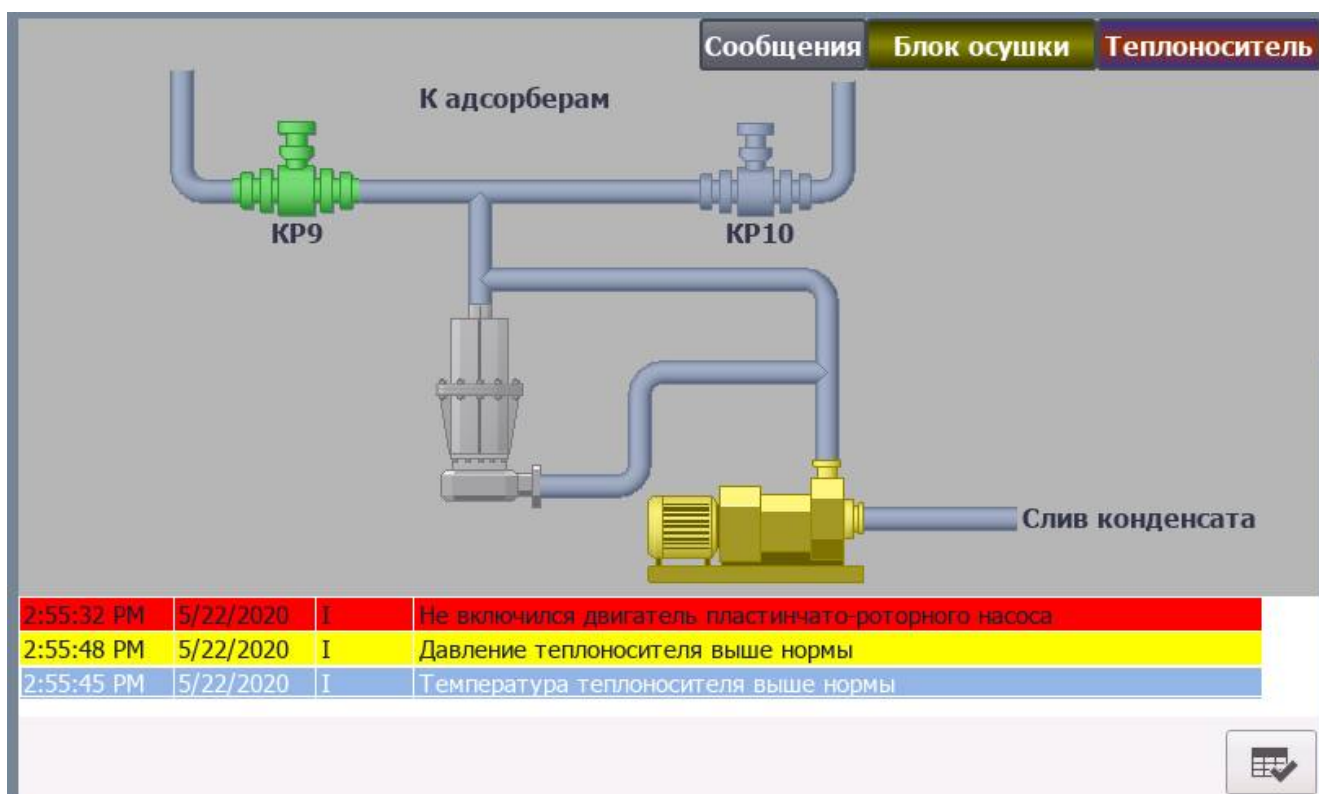 Сообщения Блок осушки Теплоноситель
К адсорберам
КР9 КР10
Слив конденсата
2:55:32 PM 5/22/2020 I Не включился двигатель пластинчато-роторного насоса
2:55:48 PM 5/22/2020 I Давление теплоносителя выше нормы
2:55:45 PM 5/22/2020 I Температура теплоносителя выше нормы